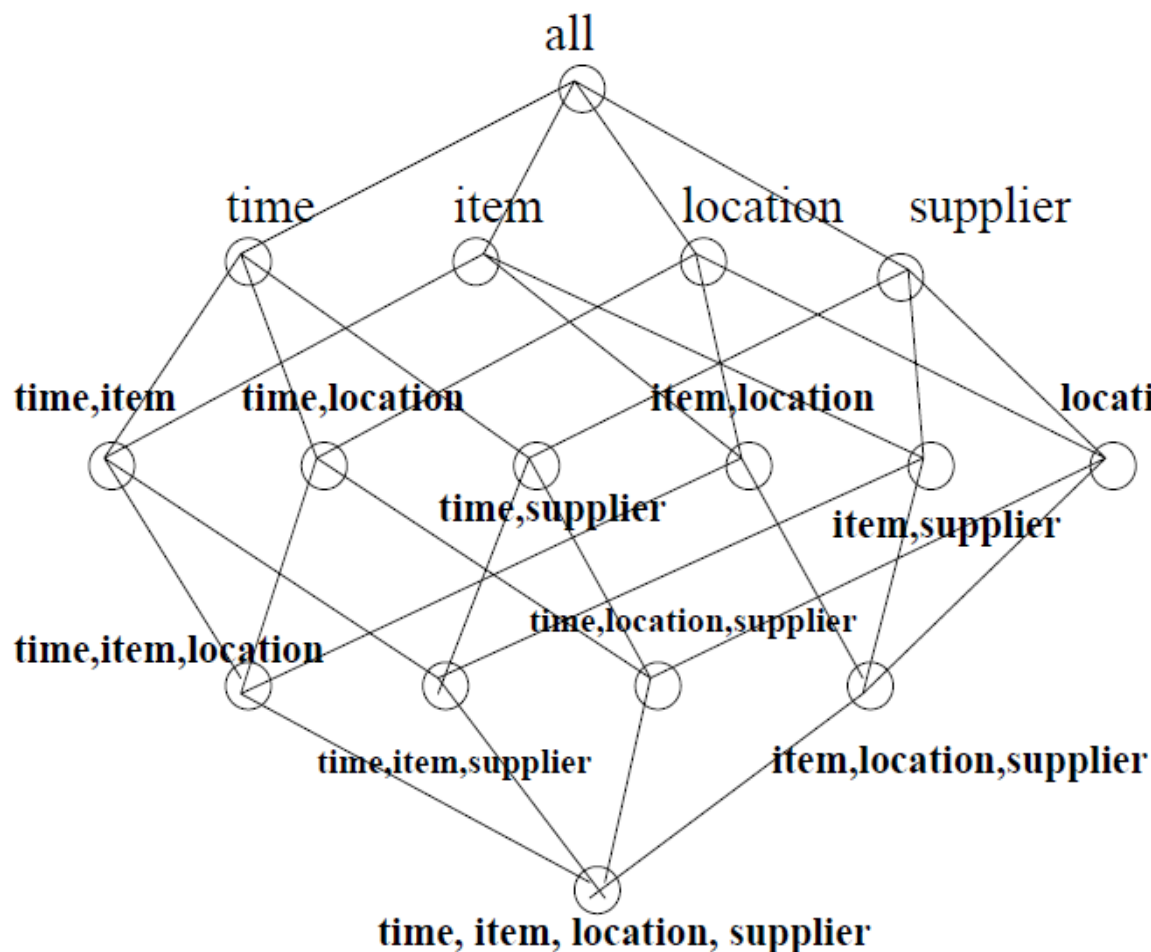 all
time
item
location
supplier
time,item
time,location
item,location
locati
time,supplier
item,supplier
time,location,supplier
time,item,location
time,item,supplier
item,location,supplier
time, item, location, supplier